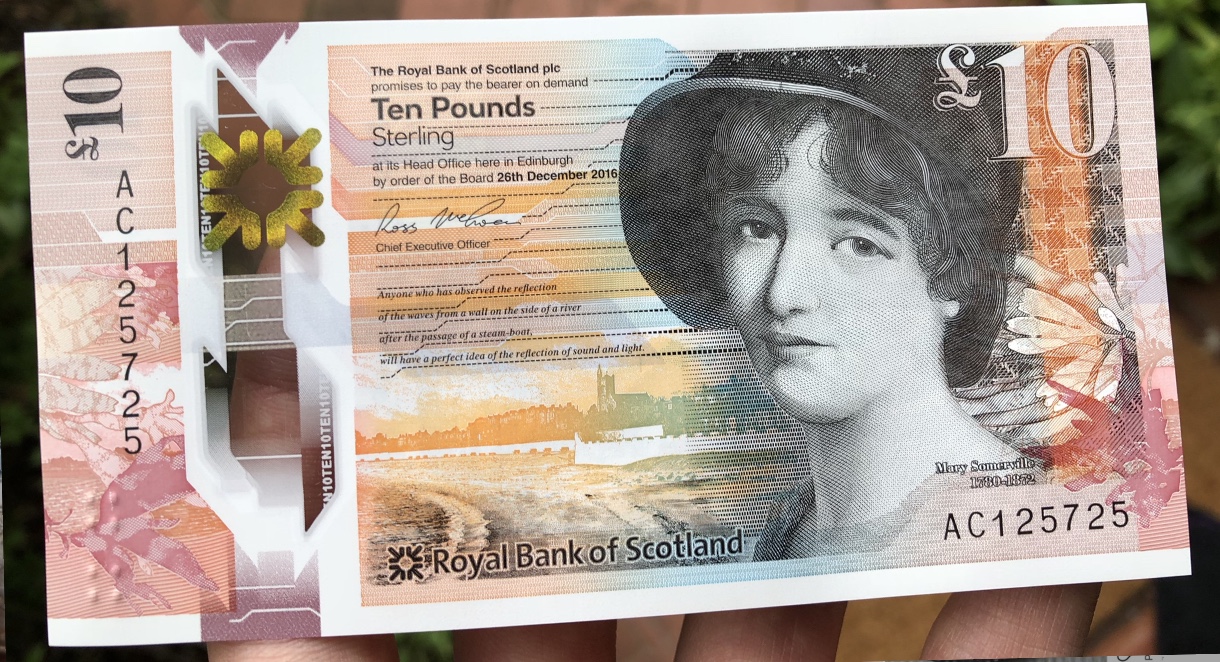 £10
AC125725
10TEN10TEN10T
N10TEN10TEN10T
The Royal Bank of Scotland plc
promises to pay the bearer on demand
Ten Pounds
Sterling
at its Head Office here in Edinburgh
by order of the Board 26th December 2016
Chief Executive Officer
Anyone who has observed the reflection
of the waves from a wall on the side of a river
after the passage of a steam-boat,
will have a perfect idea of the reflection of sound and light.
Royal Bank of Scotland
£10
Mary Somerville
1780-1872
AC125725